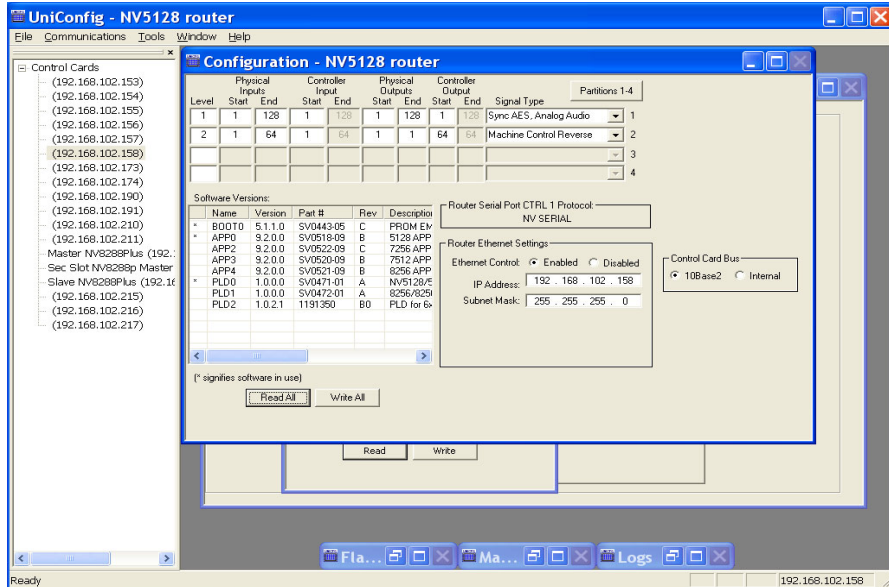 UniConfig - NV5128 router
File Communications Tools Window Help
Control Cards
(192.168.102.153)
(192.168.102.154)
(192.168.102.155)
(192.168.102.156)
(192.168.102.157)
(192.168.102.158)
(192.168.102.173)
(192.168.102.174)
(192.168.102.190)
(192.168.102.191)
(192.168.102.210)
(192.168.102.211)
Master NV8288Plus (192.
Sec Slot NV8288p Master
Slave NV8288Plus (192.16
(192.168.102.215)
(192.168.102.216)
(192.168.102.217)
Configuration - NV5128 router
Physical Controller Physical Controller
Inputs Input Outputs Output
Level Start End Start End Start End Start End Signal Type
Partitions 1-4
1 1 128 1 128 1 128 1 128 Sync AES, Analog Audio 1
2 1 64 1 64 1 1 64 64 Machine Control Reverse 2
3
4
Software Versions:
Name Version Part # Rev Description
* BOOT0 5.1.1.0 SV0443-05 C PROM EM
* APP0 9.2.0.0 SV0518-09 B 5128 APP
APP2 9.2.0.0 SV0522-09 C 7256 APP
APP3 9.2.0.0 SV0520-09 B 7512 APP
APP4 9.2.0.0 SV0521-09 B 8256 APP
* PLD0 1.0.0.0 SV0471-01 A NV5128/5
PLD1 1.0.0.0 SV0472-01 A 8256/825(
PLD2 1.0.2.1 1191350 B0 PLD for 6x
(* signifies software in use)
Read All Write All
Router Serial Port CTRL 1 Protocol:
NV SERIAL
Router Ethernet Settings
Ethernet Control: Enabled Disabled
IP Address: 192 . 168 . 102 . 158
Subnet Mask: 255 . 255 . 255 . 0
Control Card Bus
10Base2 Internal
Read Write
Fla... Ma... Logs
Ready 192.168.102.158